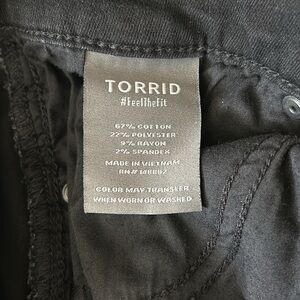 TORRID
#FeelTheFit
67% COTTON
22% POLYESTER
9% RAYON
2% SPANDEX
MADE IN VIETNAM
RN#
COLOR MAY TRANSFER
WHEN WORN OR WASHED